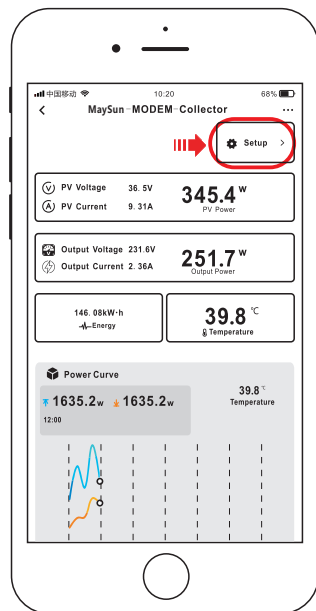 中国移动 10:20 68%
< MaySun-MODEM-Collector ...
Setup >
V PV Voltage 36.5V
A PV Current 9.31A
345.4 W
PV Power
Output Voltage 231.6V
Output Current 2.36A
251.7 W
Output Power
146.08kW·h
Energy
39.8 ℃
Temperature
Power Curve
1635.2w 1635.2w
12:00
39.8 ℃
Temperature